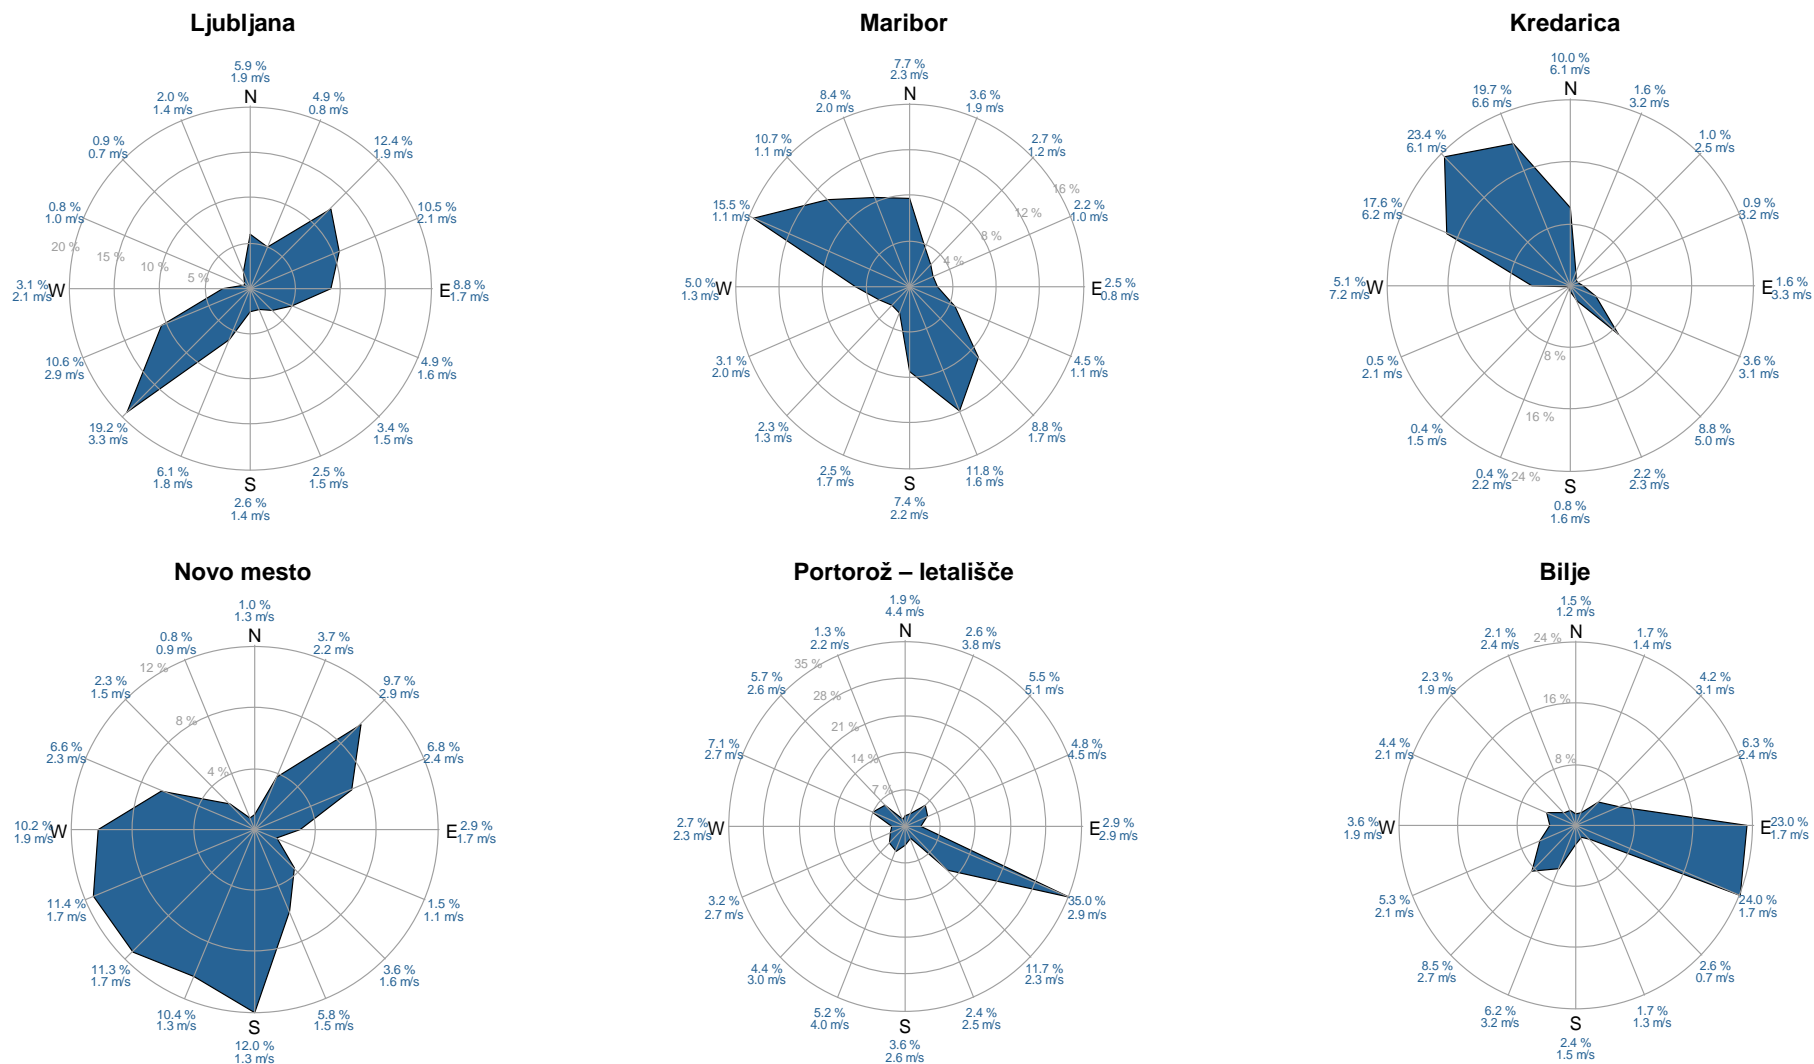 Ljubljana
5.9 %
1.9 m/s
N
2.0 %
1.4 m/s
4.9 %
0.8 m/s
0.9 %
0.7 m/s
12.4 %
1.9 m/s
0.8 %
1.0 m/s
10.5 %
2.1 m/s
20 %
15 %
10 %
5 %
3.1 %
2.1 m/s
W
E
8.8 %
1.7 m/s
10.6 %
2.9 m/s
4.9 %
1.6 m/s
19.2 %
3.3 m/s
3.4 %
1.5 m/s
6.1 %
1.8 m/s
2.5 %
1.5 m/s
S
2.6 %
1.4 m/s
Maribor
7.7 %
2.3 m/s
N
8.4 %
2.0 m/s
3.6 %
1.9 m/s
10.7 %
1.1 m/s
2.7 %
1.2 m/s
16 %
12 %
8 %
4 %
15.5 %
1.1 m/s
2.2 %
1.0 m/s
5.0 %
1.3 m/s
W
E
2.5 %
0.8 m/s
3.1 %
2.0 m/s
4.5 %
1.1 m/s
2.3 %
1.3 m/s
8.8 %
1.7 m/s
2.5 %
1.7 m/s
11.8 %
1.6 m/s
S
7.4 %
2.2 m/s
Kredarica
10.0 %
6.1 m/s
N
19.7 %
6.6 m/s
1.6 %
3.2 m/s
23.4 %
6.1 m/s
1.0 %
2.5 m/s
17.6 %
6.2 m/s
0.9 %
3.2 m/s
5.1 %
7.2 m/s
W
E
1.6 %
3.3 m/s
8 %
16 %
24 %
0.5 %
2.1 m/s
3.6 %
3.1 m/s
0.4 %
1.5 m/s
8.8 %
5.0 m/s
0.4 %
2.2 m/s
2.2 %
2.3 m/s
S
0.8 %
1.6 m/s
Novo mesto
1.0 %
1.3 m/s
N
0.8 %
0.9 m/s
3.7 %
2.2 m/s
12 %
8 %
4 %
2.3 %
1.5 m/s
9.7 %
2.9 m/s
6.6 %
2.3 m/s
6.8 %
2.4 m/s
10.2 %
1.9 m/s
W
E
2.9 %
1.7 m/s
11.4 %
1.7 m/s
1.5 %
1.1 m/s
11.3 %
1.7 m/s
3.6 %
1.6 m/s
10.4 %
1.3 m/s
5.8 %
1.5 m/s
S
12.0 %
1.3 m/s
Portorož – letališče
1.9 %
4.4 m/s
N
1.3 %
2.2 m/s
2.6 %
3.8 m/s
35 %
28 %
21 %
14 %
7 %
5.7 %
2.6 m/s
5.5 %
5.1 m/s
7.1 %
2.7 m/s
4.8 %
4.5 m/s
2.7 %
2.3 m/s
W
E
2.9 %
2.9 m/s
3.2 %
2.7 m/s
35.0 %
2.9 m/s
4.4 %
3.0 m/s
11.7 %
2.3 m/s
5.2 %
4.0 m/s
2.4 %
2.5 m/s
S
3.6 %
2.6 m/s
Bilje
1.5 %
1.2 m/s
N
24 %
16 %
8 %
2.1 %
2.4 m/s
1.7 %
1.4 m/s
2.3 %
1.9 m/s
4.2 %
3.1 m/s
4.4 %
2.1 m/s
6.3 %
2.4 m/s
3.6 %
1.9 m/s
W
E
23.0 %
1.7 m/s
5.3 %
2.1 m/s
24.0 %
1.7 m/s
8.5 %
2.7 m/s
2.6 %
0.7 m/s
6.2 %
3.2 m/s
1.7 %
1.3 m/s
S
2.4 %
1.5 m/s